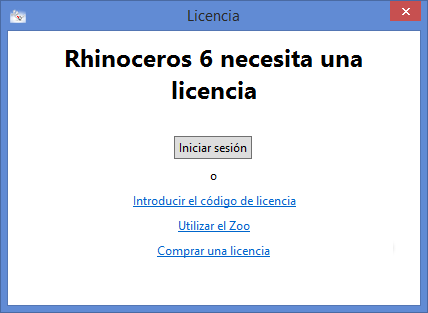 Licencia
Rhinoceros 6 necesita una
licencia
Iniciar sesión
o
Introducir el código de licencia
Utilizar el Zoo
Comprar una licencia